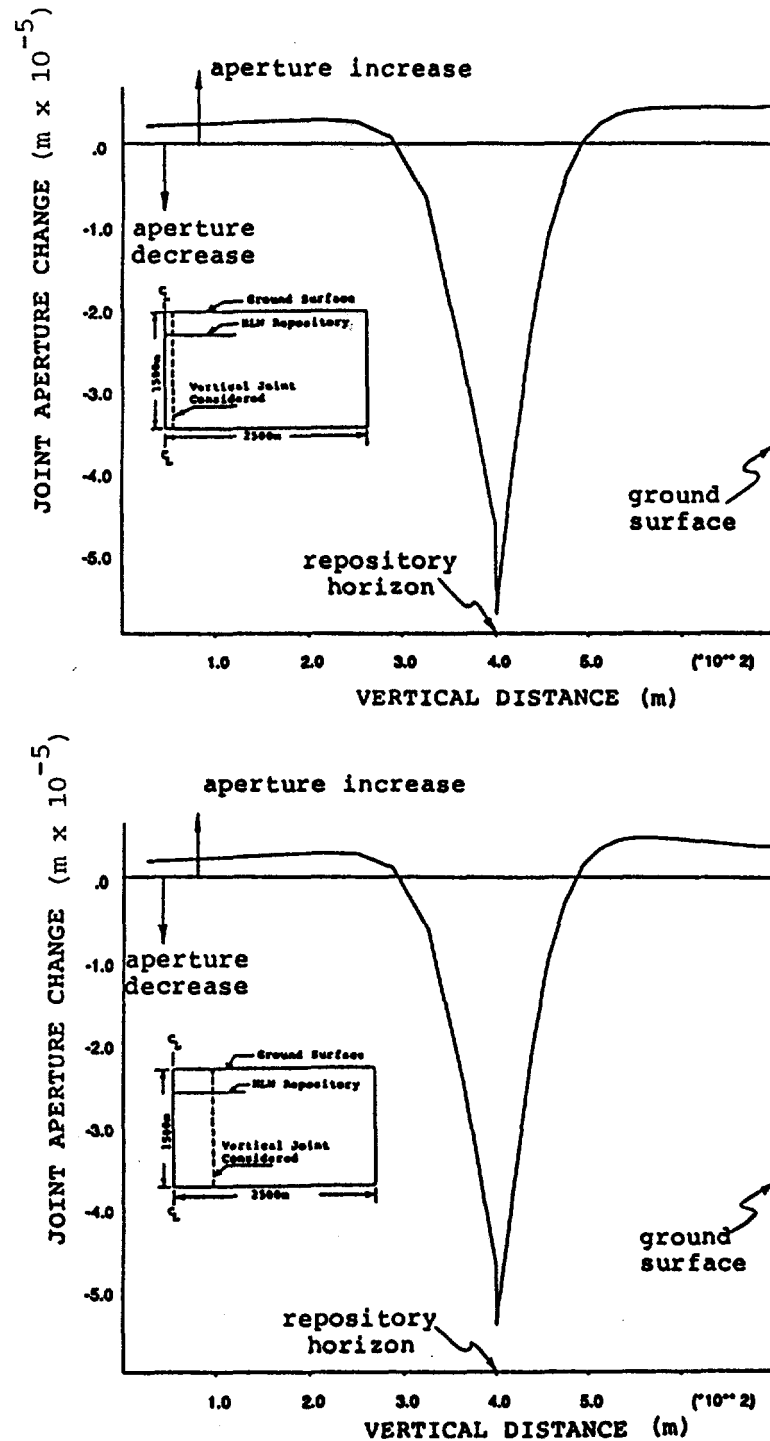 JOINT APERTURE CHANGE (m x 10⁻⁵)
aperture increase
.0
aperture
decrease
-1.0
-2.0
-3.0
-4.0
-5.0
C L
Ground Surface
HLW Repository
1500m
Vertical Joint
Considered
2500m
C L
ground
surface
repository
horizon
1.0 2.0 3.0 4.0 5.0 (*10** 2)
VERTICAL DISTANCE (m)
JOINT APERTURE CHANGE (m x 10⁻⁵)
aperture increase
.0
aperture
decrease
-1.0
-2.0
-3.0
-4.0
-5.0
C L
Ground Surface
HLW Repository
1500m
Vertical Joint
Considered
2500m
C L
ground
surface
repository
horizon
1.0 2.0 3.0 4.0 5.0 (*10** 2)
VERTICAL DISTANCE (m)